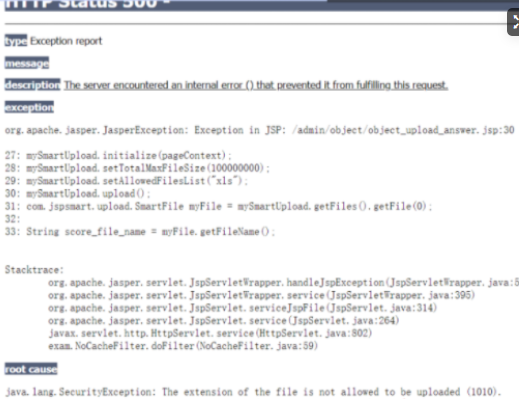 HTTP Status 500 -
type Exception report
message
description The server encountered an internal error () that prevented it from fulfilling this request.
exception
org.apache.jasper.JasperException: Exception in JSP: /admin/object/object_upload_answer.jsp:30
27: mySmartUpload.initialize(pageContext);
28: mySmartUpload.setTotalMaxFileSize(100000000);
29: mySmartUpload.setAllowedFilesList("xls");
30: mySmartUpload.upload();
31: com.jspsmart.upload.SmartFile myFile = mySmartUpload.getFiles().getFile(0);
32:
33: String score_file_name = myFile.getFileName();
Stacktrace:
org.apache.jasper.servlet.JspServletWrapper.handleJspException(JspServletWrapper.java:5
org.apache.jasper.servlet.JspServletWrapper.service(JspServletWrapper.java:395)
org.apache.jasper.servlet.JspServlet.serviceJspFile(JspServlet.java:314)
org.apache.jasper.servlet.JspServlet.service(JspServlet.java:264)
javax.servlet.http.HttpServlet.service(HttpServlet.java:802)
exam.NoCacheFilter.doFilter(NoCacheFilter.java:59)
root cause
java.lang.SecurityException: The extension of the file is not allowed to be uploaded (1010).